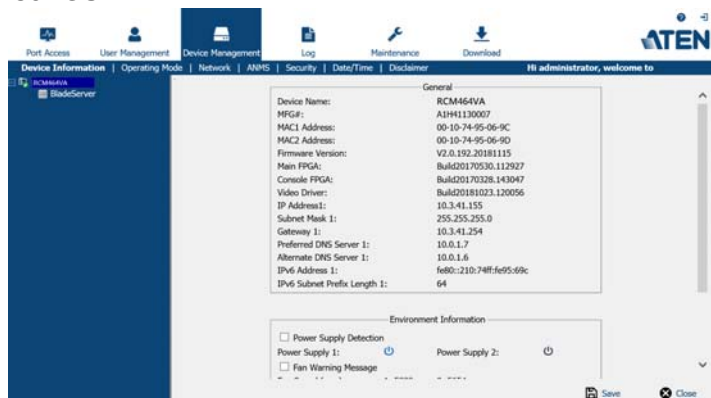 Port Access User Management Device Management Log Maintenance Download
ATEN
Device Information | Operating Mode | Network | ANMS | Security | Date/Time | Disclaimer Hi administrator, welcome to
RCM464VA
BladeServer
General
Device Name: RCM464VA
MFG#: A1H41130007
MAC1 Address: 00-10-74-95-06-9C
MAC2 Address: 00-10-74-95-06-9D
Firmware Version: V2.0.192.20181115
Main FPGA: Build20170530.112927
Console FPGA: Build20170328.143047
Video Driver: Build20181023.120056
IP Address1: 10.3.41.155
Subnet Mask 1: 255.255.255.0
Gateway 1: 10.3.41.254
Preferred DNS Server 1: 10.0.1.7
Alternate DNS Server 1: 10.0.1.6
IPv6 Address 1: fe80::210:74ff:fe95:69c
IPv6 Subnet Prefix Length 1: 64
Environment Information
Power Supply Detection
Power Supply 1: Power Supply 2:
Fan Warning Message
Save Close